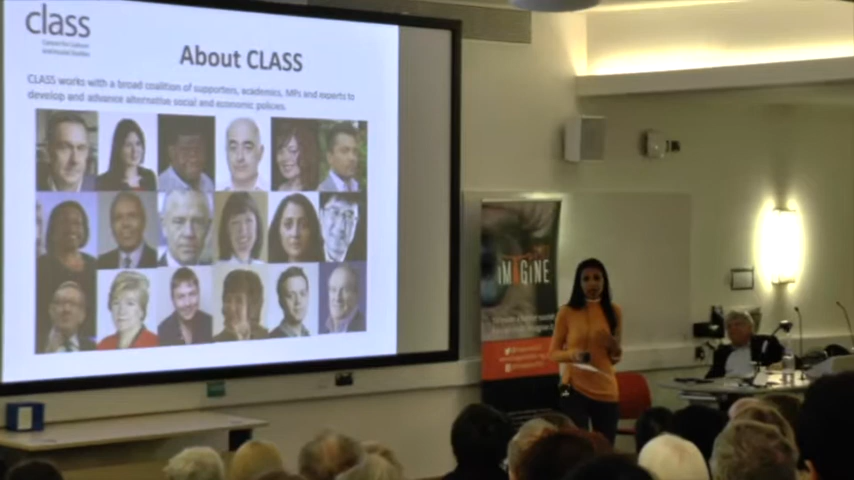 class
Centre for Labour
and Social Studies
About CLASS
CLASS works with a broad coalition of supporters, academics, MPs and experts to
develop and advance alternative social and economic policies.
IMAGINE